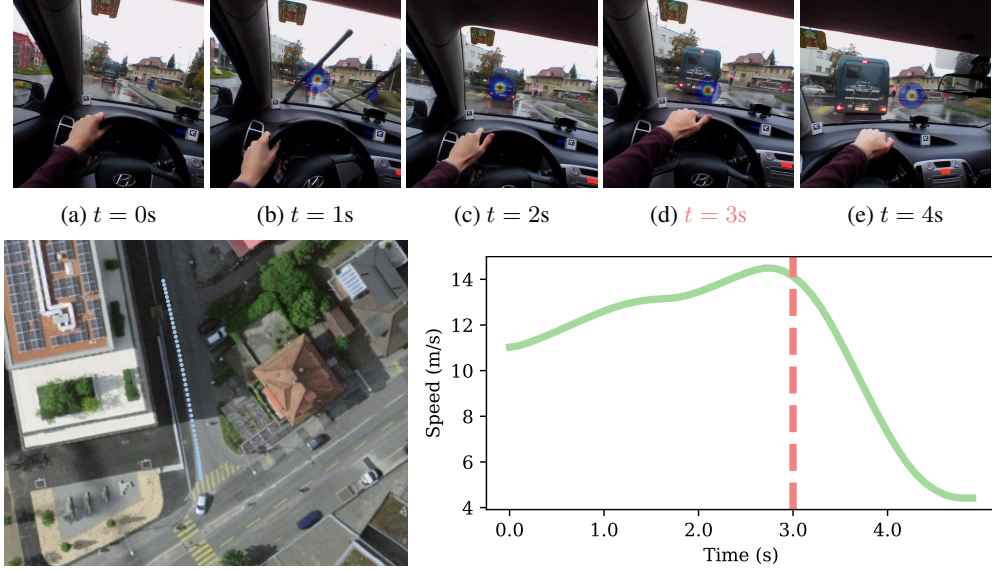 (a) t = 0s
(b) t = 1s
(c) t = 2s
(d) t = 3s
(e) t = 4s
Speed (m/s)
14
12
10
8
6
4
0.0
1.0
2.0
3.0
4.0
Time (s)